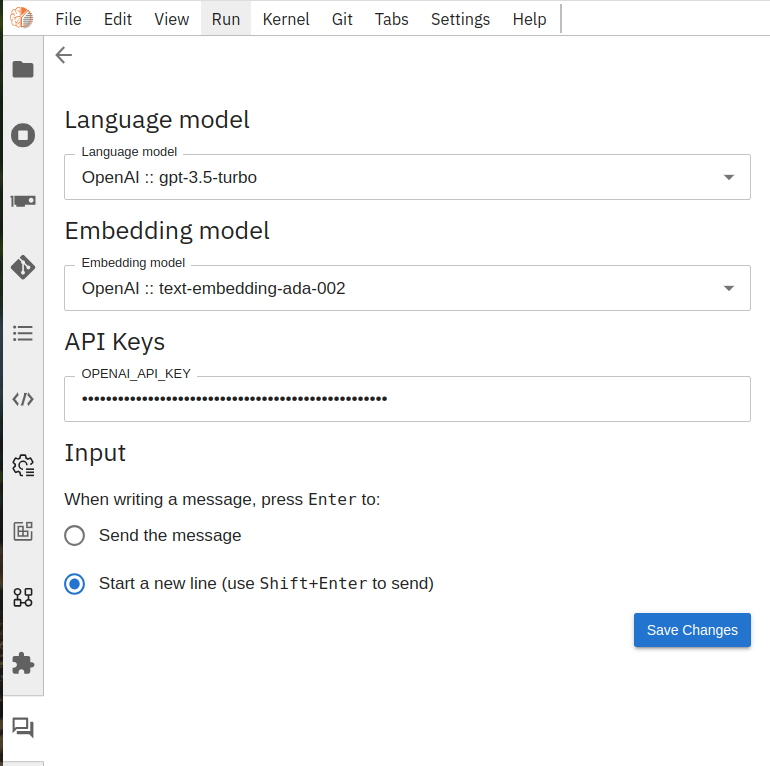 File Edit View Run Kernel Git Tabs Settings Help
Language model
Language model
OpenAI :: gpt-3.5-turbo
Embedding model
Embedding model
OpenAI :: text-embedding-ada-002
API Keys
OPENAI_API_KEY
•••••••••••••••••••••••••••••••••••••••••••••••••••
Input
When writing a message, press Enter to:
Send the message
Start a new line (use Shift+Enter to send)
Save Changes